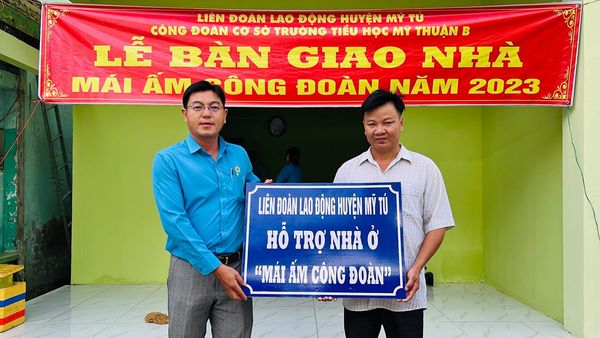 LIÊN ĐOÀN LAO ĐỘNG HUYỆN MỸ TÚ
CÔNG ĐOÀN CƠ SỞ TRƯỜNG TIỂU HỌC MỸ THUẬN B
LỄ BÀN GIAO NHÀ
MÁI ẤM CÔNG ĐOÀN NĂM 2023
LIÊN ĐOÀN LAO ĐỘNG HUYỆN MỸ TÚ
HỖ TRỢ NHÀ Ở
“MÁI ẤM CÔNG ĐOÀN”